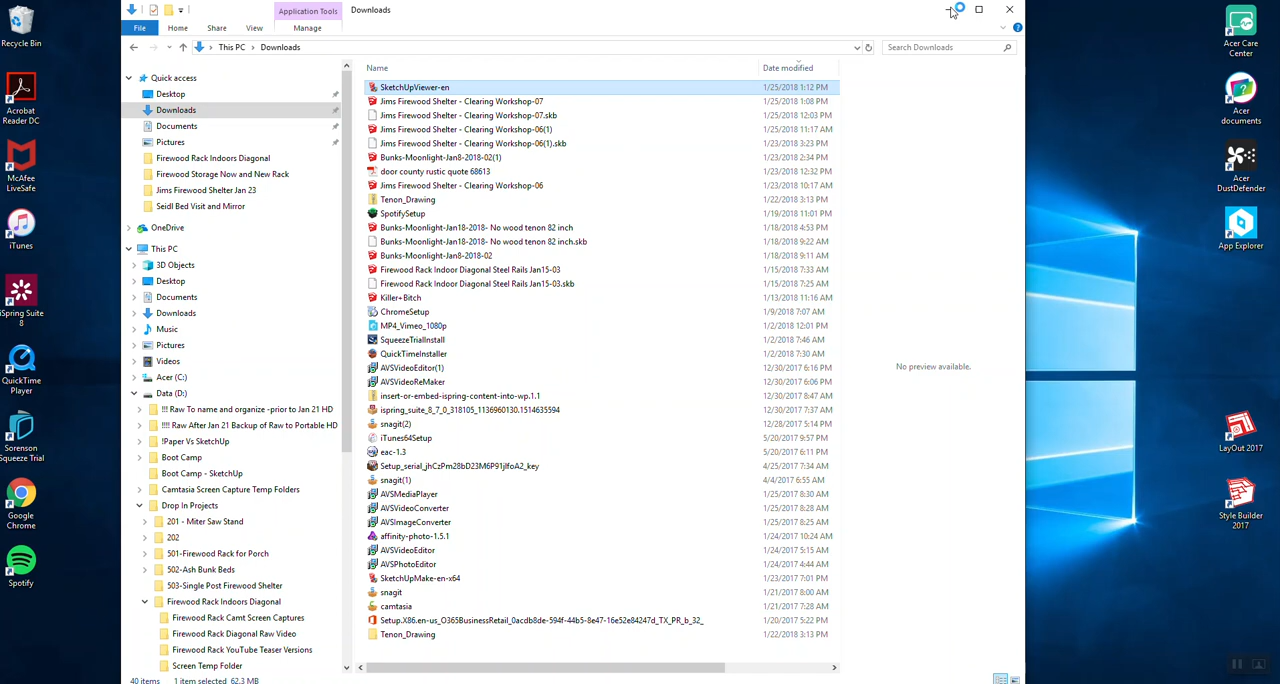 Application Tools
Downloads
File
Home
Share
View
Manage
This PC
Downloads
Search Downloads
Recycle Bin
Acrobat
Reader DC
McAfee
LiveSafe
iTunes
iSpring Suite
8
QuickTime
Player
Sorenson
Squeeze Trial
Google
Chrome
Spotify
Quick access
Desktop
Downloads
Documents
Pictures
Firewood Rack Indoors Diagonal
Firewood Storage Now and New Rack
Jims Firewood Shelter Jan 23
Seidl Bed Visit and Mirror
OneDrive
This PC
3D Objects
Desktop
Documents
Downloads
Music
Pictures
Videos
Acer (C:)
Data (D:)
!!! Raw To name and organize -prior to Jan 21 HD
!!!! Raw After Jan 21 Backup of Raw to Portable HD
!Paper Vs SketchUp
Boot Camp
Boot Camp - SketchUp
Camtasia Screen Capture Temp Folders
Drop In Projects
201 - Miter Saw Stand
202
501-Firewood Rack for Porch
502-Ash Bunk Beds
503-Single Post Firewood Shelter
Firewood Rack Indoors Diagonal
Firewood Rack Camt Screen Captures
Firewood Rack Diagonal Raw Video
Firewood Rack YouTube Teaser Versions
Screen Temp Folder
Name Date modified
SketchUpViewer-en 1/25/2018 1:12 PM
Jims Firewood Shelter - Clearing Workshop-07 1/25/2018 1:08 PM
Jims Firewood Shelter - Clearing Workshop-07.skb 1/25/2018 12:03 PM
Jims Firewood Shelter - Clearing Workshop-06(1) 1/25/2018 11:17 AM
Jims Firewood Shelter - Clearing Workshop-06(1).skb 1/23/2018 3:23 PM
Bunks-Moonlight-Jan8-2018-02(1) 1/23/2018 2:34 PM
door county rustic quote 68613 1/23/2018 12:32 PM
Jims Firewood Shelter - Clearing Workshop-06 1/23/2018 10:17 AM
Tenon_Drawing 1/22/2018 3:13 PM
SpotifySetup 1/19/2018 11:01 PM
Bunks-Moonlight-Jan18-2018- No wood tenon 82 inch 1/18/2018 4:53 PM
Bunks-Moonlight-Jan18-2018- No wood tenon 82 inch.skb 1/18/2018 9:22 AM
Bunks-Moonlight-Jan8-2018-02 1/18/2018 9:11 AM
Firewood Rack Indoor Diagonal Steel Rails Jan15-03 1/15/2018 7:33 AM
Firewood Rack Indoor Diagonal Steel Rails Jan15-03.skb 1/15/2018 7:25 AM
Killer+Bitch 1/13/2018 11:16 AM
ChromeSetup 1/9/2018 7:07 AM
MP4_Vimeo_1080p 1/2/2018 12:01 PM
SqueezeTrialInstall 1/2/2018 7:46 AM
QuickTimeInstaller 1/2/2018 7:30 AM
AVSVideoEditor(1) 12/30/2017 6:16 PM
AVSVideoReMaker 12/30/2017 6:06 PM
insert-or-embed-ispring-content-into-wp.1.1 12/30/2017 8:47 AM
ispring_suite_8_7_0_318105_1136960130.1514635594 12/30/2017 7:37 AM
snagit(2) 12/28/2017 5:14 PM
iTunes64Setup 5/20/2017 9:57 PM
eac-1.3 5/20/2017 6:11 PM
Setup_serial_jhCzPm28bD23M6P91jlfoA2_key 4/25/2017 7:34 AM
snagit(1) 4/4/2017 6:55 AM
AVSMediaPlayer 1/25/2017 8:30 AM
AVSVideoConverter 1/25/2017 8:28 AM
AVSImageConverter 1/25/2017 8:25 AM
affinity-photo-1.5.1 1/24/2017 10:24 AM
AVSVideoEditor 1/24/2017 5:15 AM
AVSPhotoEditor 1/24/2017 4:44 AM
SketchUpMake-en-x64 1/23/2017 7:01 PM
snagit 1/21/2017 8:00 AM
camtasia 1/21/2017 7:28 AM
Setup.X86.en-us_O365BusinessRetail_0acdb8de-594f-44b5-8e47-16e52e84247d_TX_PR_b_32_ 1/20/2017 5:22 PM
Tenon_Drawing 1/22/2018 3:13 PM
No preview available.
40 items 1 item selected 62.3 MB
Acer Care
Center
Acer
documents
Acer
DustDefender
App Explorer
LayOut 2017
Style Builder
2017